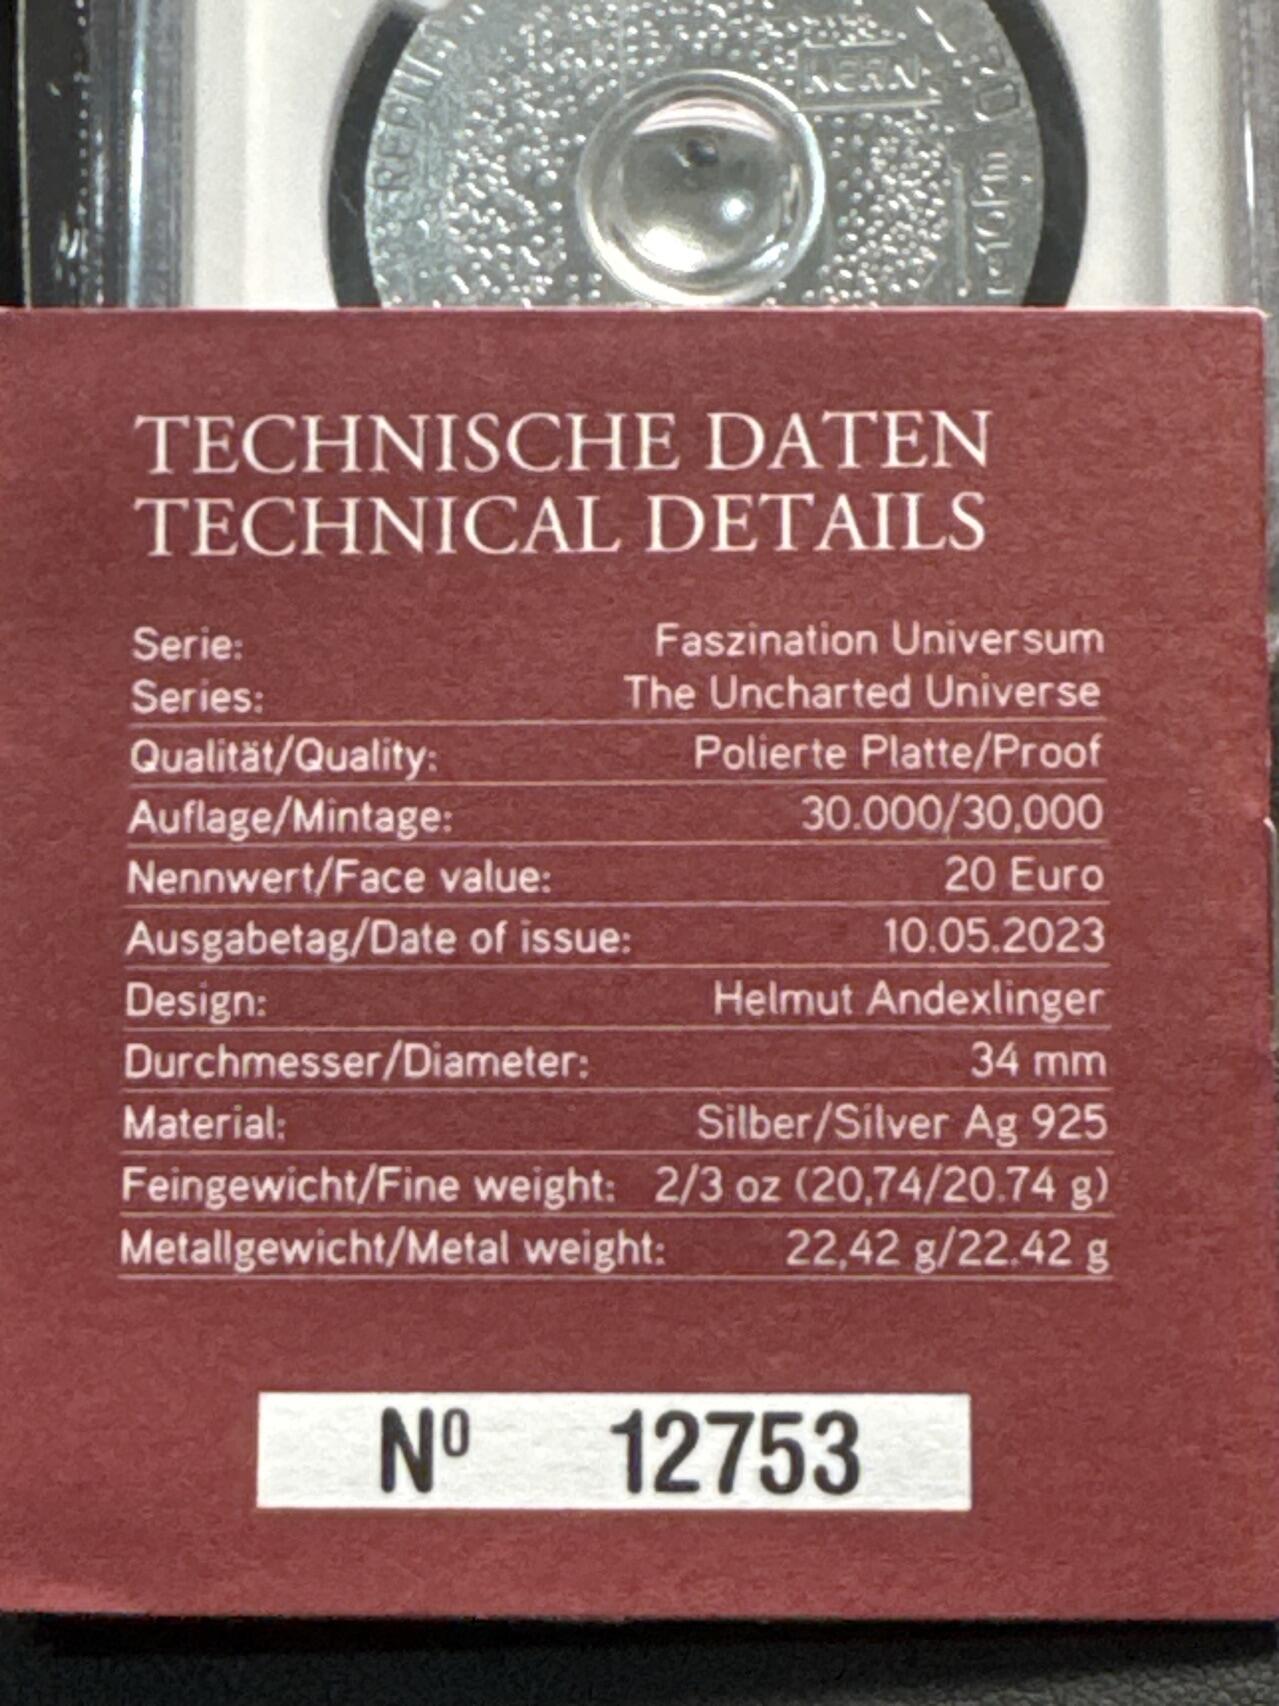 KERN
TECHNISCHE DATEN
TECHNICAL DETAILS
Serie: Faszination Universum
Series: The Uncharted Universe
Qualität/Quality: Polierte Platte/Proof
Auflage/Mintage: 30.000/30,000
Nennwert/Face value: 20 Euro
Ausgabetag/Date of issue: 10.05.2023
Design: Helmut Andexlinger
Durchmesser/Diameter: 34 mm
Material: Silber/Silver Ag 925
Feingewicht/Fine weight: 2/3 oz (20,74/20.74 g)
Metallgewicht/Metal weight: 22,42 g/22.42 g
Nº 12753